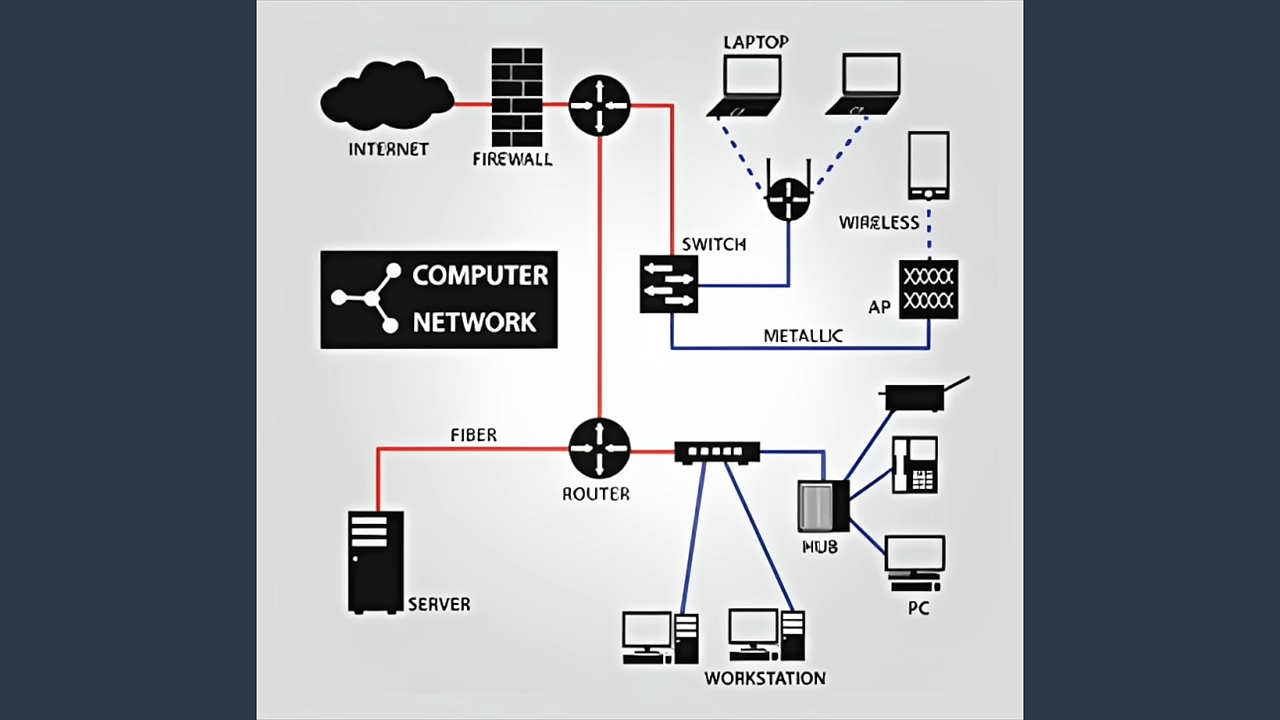 LAPTOP
INTERNET
FIREWALL
WIRELESS
SWITCH
COMPUTER
NETWORK
AP
METALLIC
FIBER
ROUTER
HUB
SERVER
PC
WORKSTATION